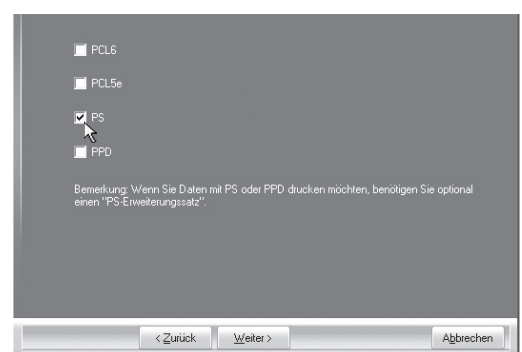 PCL6
PCL5e
PS
PPD
Bemerkung: Wenn Sie Daten mit PS oder PPD drucken möchten, benötigen Sie optional
einen "PS-Erweiterungssatz".
< Zurück Weiter > Abbrechen